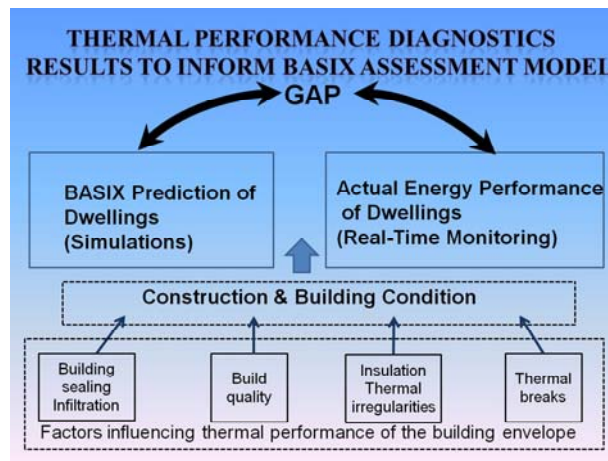 THERMAL PERFORMANCE DIAGNOSTICS
RESULTS TO INFORM BASIX ASSESSMENT MODEL
GAP
BASIX Prediction of
Dwellings
(Simulations)
Actual Energy Performance
of Dwellings
(Real-Time Monitoring)
Construction & Building Condition
Building
sealing
Infiltration
Build
quality
Insulation
Thermal
irregularities
Thermal
breaks
Factors influencing thermal performance of the building envelope